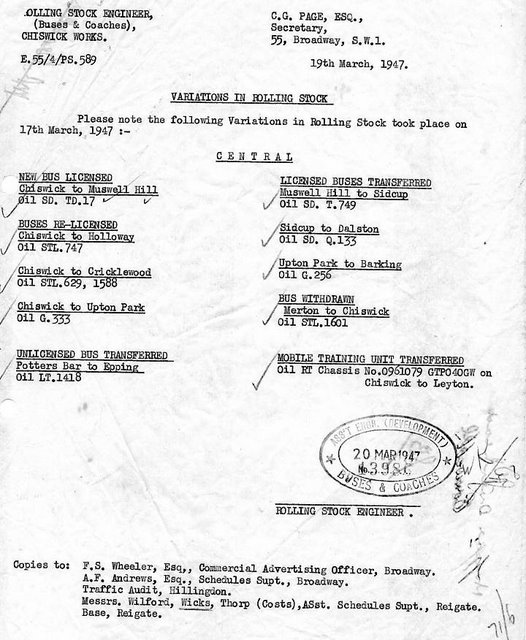 ROLLING STOCK ENGINEER,
(Buses & Coaches),
CHISWICK WORKS.
E.55/4/PS.589
C.G. PAGE, ESQ.,
Secretary,
55, Broadway, S.W.1.
19th March, 1947.
VARIATIONS IN ROLLING STOCK
Please note the following Variations in Rolling Stock took place on
17th March, 1947 :-
C E N T R A L
NEW BUS LICENSED
Chiswick to Muswell Hill
Oil SD. TD.17
BUSES RE-LICENSED
Chiswick to Holloway
Oil STL.747
Chiswick to Cricklewood
Oil STL.629, 1588
Chiswick to Upton Park
Oil G.333
UNLICENSED BUS TRANSFERRED
Potters Bar to Epping
Oil LT.1418
LICENSED BUSES TRANSFERRED
Muswell Hill to Sidcup
Oil SD. T.749
Sidcup to Dalston
Oil SD. Q.133
Upton Park to Barking
Oil G.256
BUS WITHDRAWN
Merton to Chiswick
Oil STL.1601
MOBILE TRAINING UNIT TRANSFERRED
Oil RT Chassis No.0961079 GTPO40GW on
Chiswick to Leyton.
ASS'T ENGR. (DEVELOPMENT)
20 MAR 1947
No.
BUSES & COACHES
ROLLING STOCK ENGINEER .
Copies to: F.S. Wheeler, Esq,, Commercial Advertising Officer, Broadway.
A.F. Andrews, Esq., Schedules Supt., Broadway.
Traffic Audit, Hillingdon.
Messrs. Wilford, Wicks, Thorp (Costs),ASst. Schedules Supt., Reigate.
Base, Reigate.